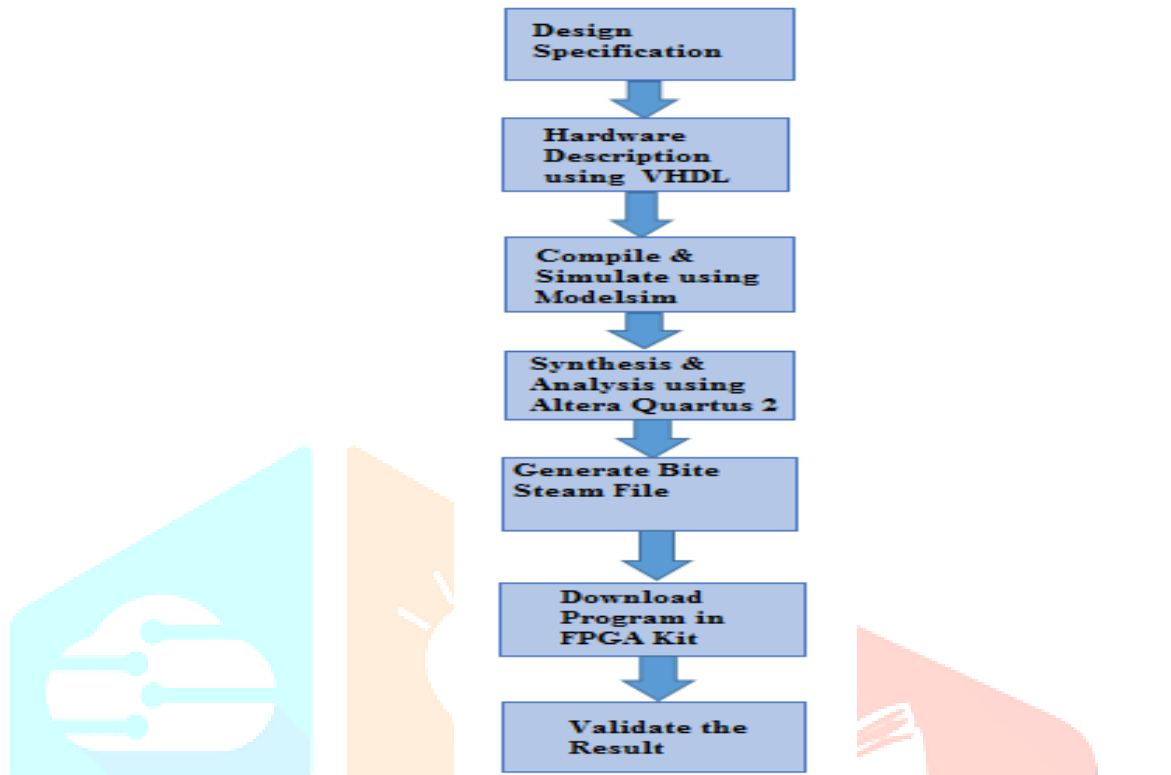 Design
Specification
Hardware
Description
using VHDL
Compile &
Simulate using
Modelsim
Synthesis &
Analysis using
Altera Quartus 2
Generate Bite
Steam File
Download
Program in
FPGA Kit
Validate the
Result